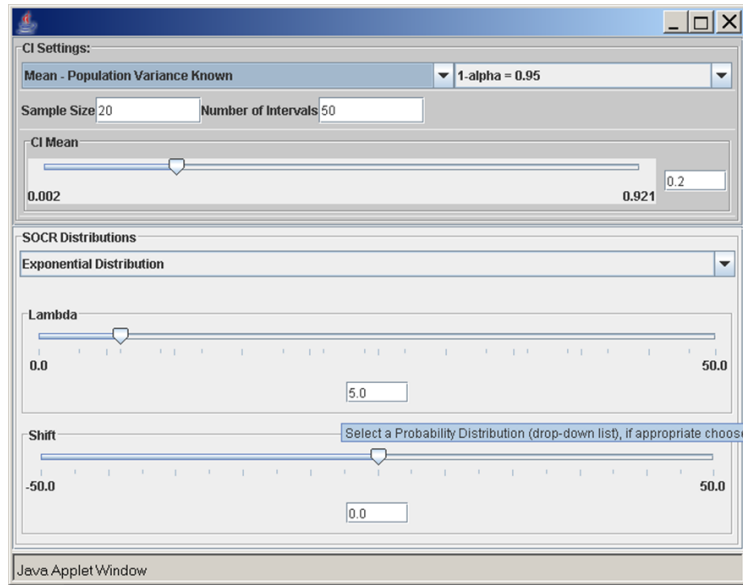 CI Settings:
Mean - Population Variance Known 1-alpha = 0.95
Sample Size 20 Number of Intervals 50
CI Mean
0.002 0.921 0.2
SOCR Distributions
Exponential Distribution
Lambda
0.0 50.0
5.0
Shift Select a Probability Distribution (drop-down list), if appropriate choose
-50.0 50.0
0.0
Java Applet Window